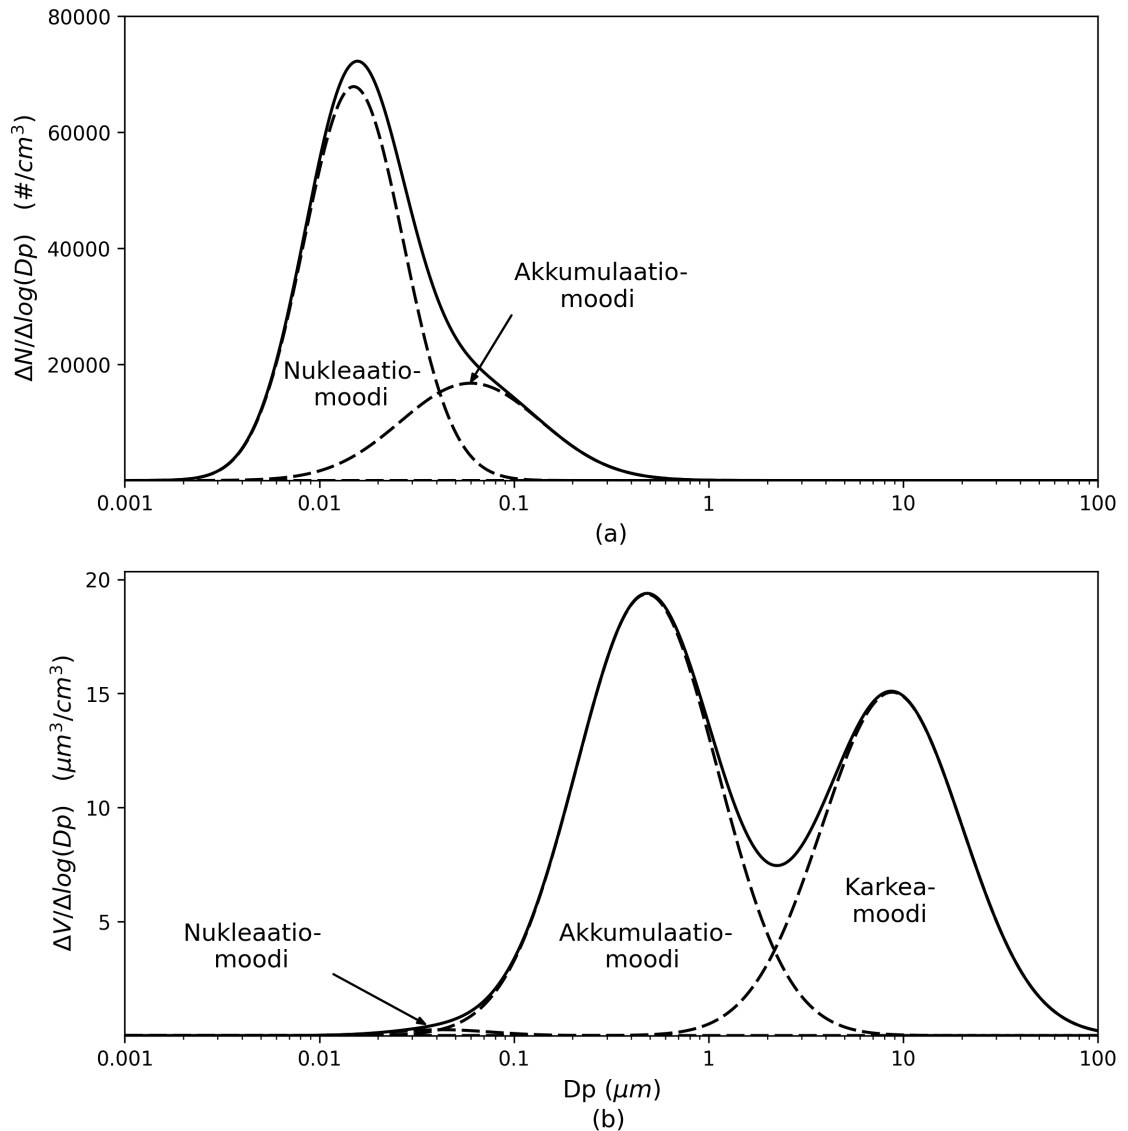 80000
60000
40000
20000
ΔN/Δlog(Dp) (#/cm³)
Akkumulaatio-
moodi
Nukleaatio-
moodi
0.001 0.01 0.1 1 10 100
(a)
20
15
10
5
ΔV/Δlog(Dp) (μm³/cm³)
Karkea-
moodi
Nukleaatio-
moodi
Akkumulaatio-
moodi
0.001 0.01 0.1 1 10 100
Dp (μm)
(b)